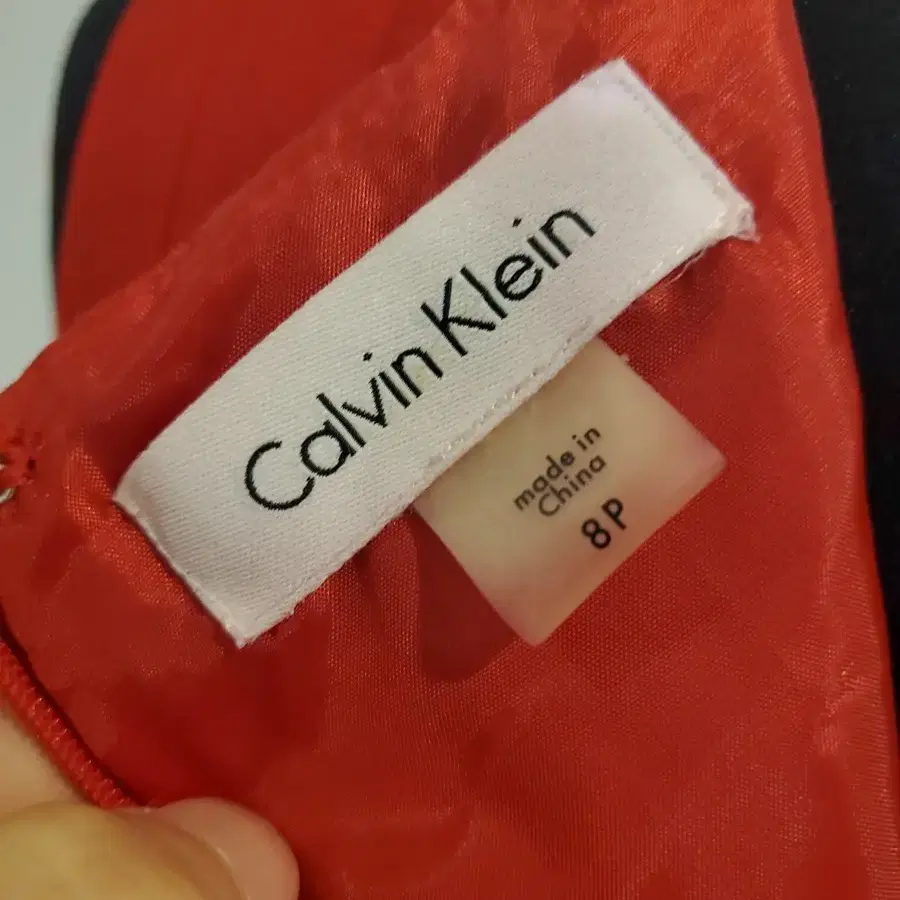 Calvin Klein
made in
China
8P